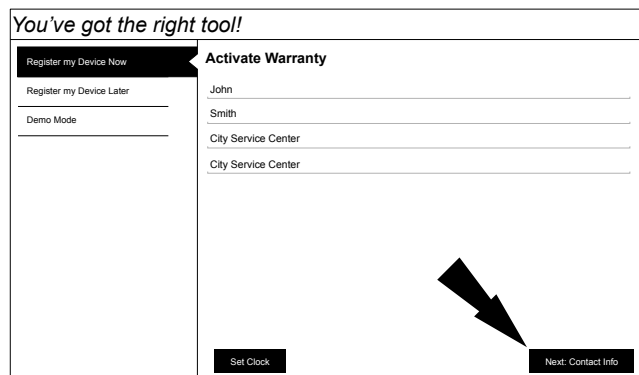 You've got the right tool!
Register my Device Now
Register my Device Later
Demo Mode
Activate Warranty
John
Smith
City Service Center
City Service Center
Set Clock
Next: Contact Info